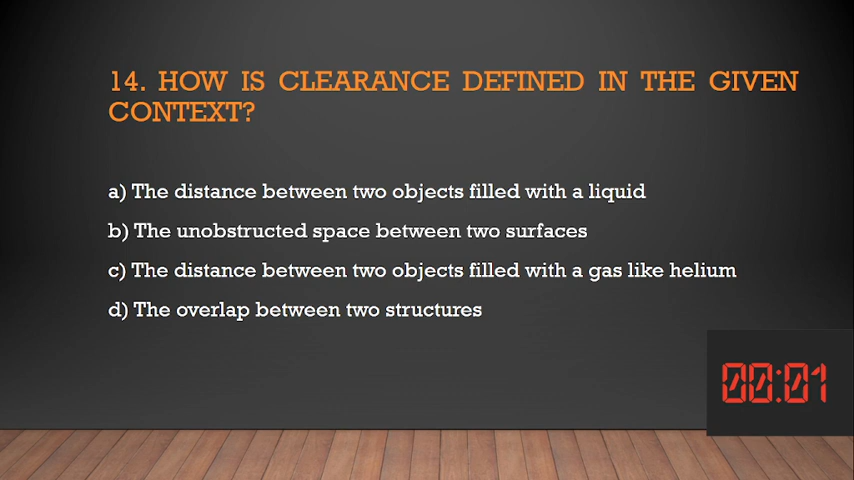 14. HOW IS CLEARANCE DEFINED IN THE GIVEN
CONTEXT?
a) The distance between two objects filled with a liquid
b) The unobstructed space between two surfaces
c) The distance between two objects filled with a gas like helium
d) The overlap between two structures
00:01